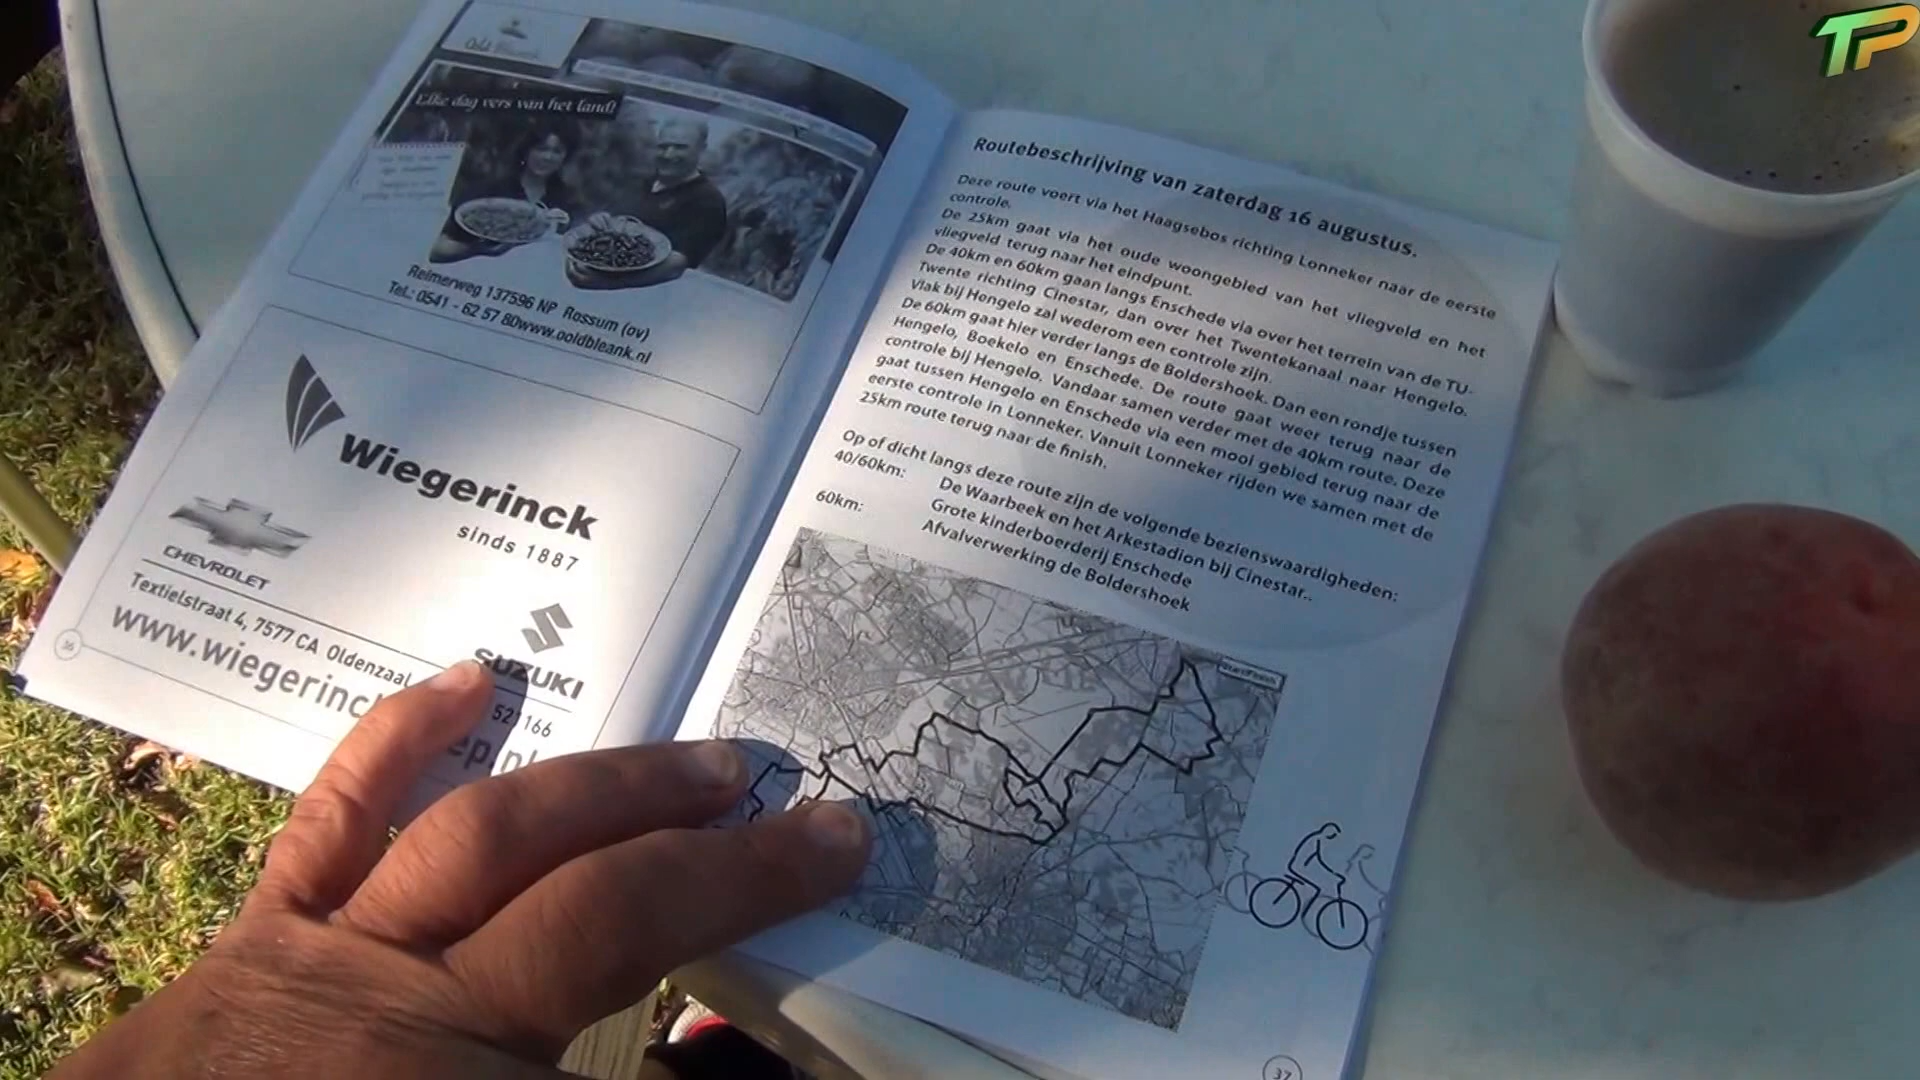 Oold Bleank
Elke dag vers van het land!
Reimerweg 137596 NP Rossum (ov)
Tel.: 0541 - 62 57 80www.ooldbleank.nl
Wiegerinck
sinds 1887
CHEVROLET
SUZUKI
Textielstraat 4, 7577 CA Oldenzaal
521166
www.wiegerinc
ep.nl
36
Routebeschrijving van zaterdag 16 augustus.
Deze route voert via het Haagsebos richting Lonneker naar de eerste
controle.
De 25km gaat via het oude woongebied van het vliegveld en het
vliegveld terug naar het eindpunt.
De 40km en 60km gaan langs Enschede via over het terrein van de TU-
Twente richting Cinestar, dan over het Twentekanaal naar Hengelo.
Vlak bij Hengelo zal wederom een controle zijn.
De 60km gaat hier verder langs de Boldershoek. Dan een rondje tussen
Hengelo, Boekelo en Enschede. De route gaat weer terug naar de
controle bij Hengelo. Vandaar samen verder met de 40km route. Deze
gaat tussen Hengelo en Enschede via een mooi gebied terug naar de
eerste controle in Lonneker. Vanuit Lonneker rijden we samen met de
25km route terug naar de finish.
Op of dicht langs deze route zijn de volgende bezienswaardigheden:
40/60km: De Waarbeek en het Arkestadion bij Cinestar..
Grote kinderboerderij Enschede
60km: Afvalverwerking de Boldershoek
Start/Finish
37
TP